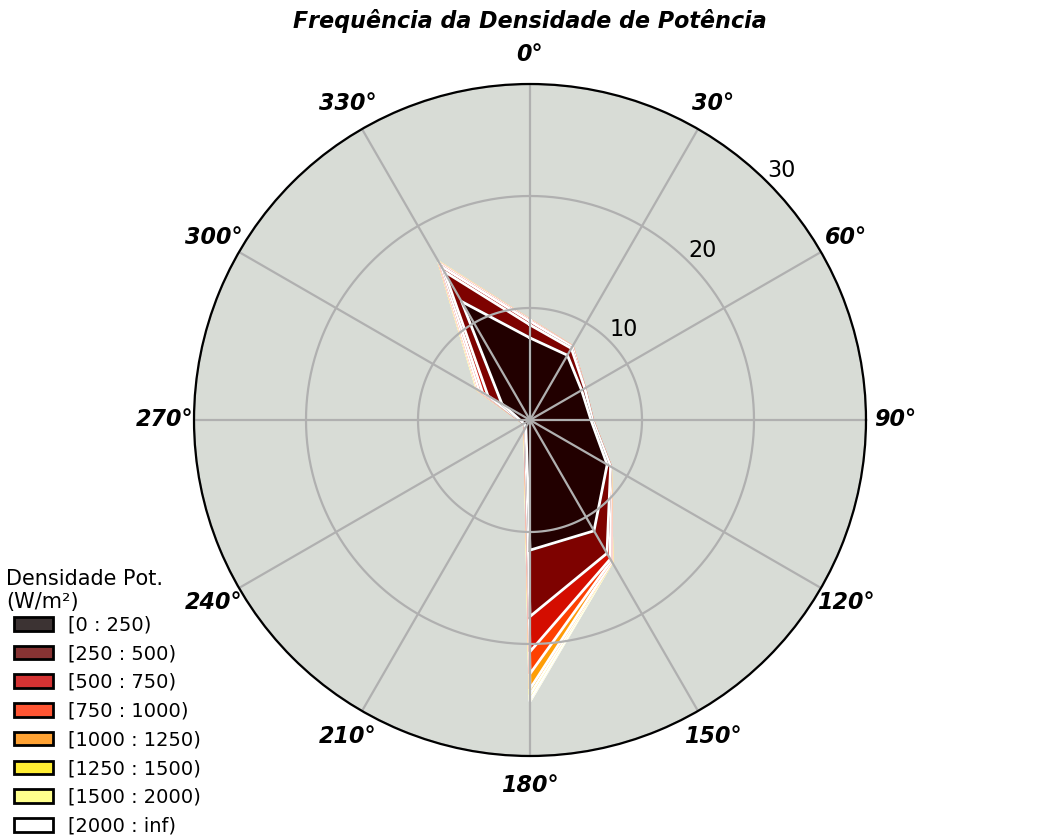 Frequência da Densidade de Potência
0°
330°
30°
30
300°
60°
20
10
270°
90°
240°
120°
210°
150°
180°
Densidade Pot.
(W/m²)
[0 : 250)
[250 : 500)
[500 : 750)
[750 : 1000)
[1000 : 1250)
[1250 : 1500)
[1500 : 2000)
[2000 : inf)